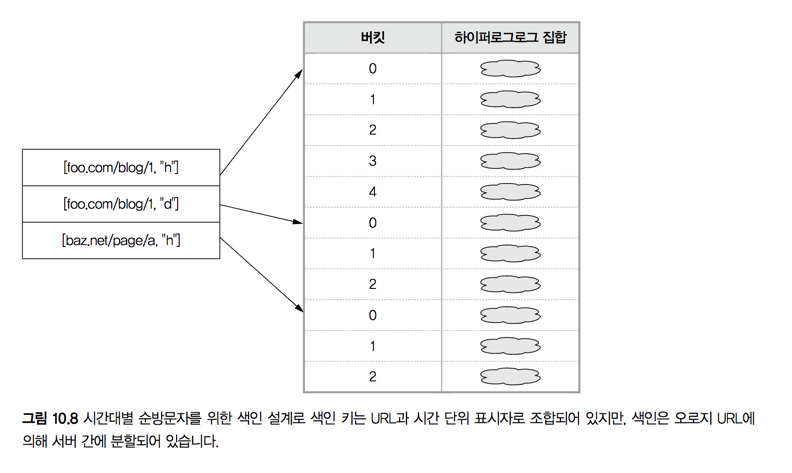 버킷 하이퍼로그로그 집합
0
1
2
3
4
0
1
2
0
1
2
[foo.com/blog/1, "h"]
[foo.com/blog/1, "d"]
[baz.net/page/a, "h"]
그림 10.8 시간대별 순방문자를 위한 색인 설계로 색인 키는 URL과 시간 단위 표시자로 조합되어 있지만, 색인은 오로지 URL에
의해 서버 간에 분할되어 있습니다.